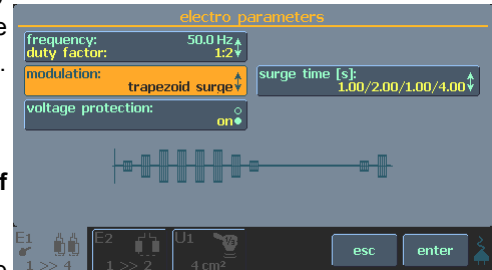 electro parameters
frequency: 50.0 Hz
duty factor: 1:2
modulation:
trapezoid surge
surge time [s]:
1.00/2.00/1.00/4.00
voltage protection:
on
E1
1 >> 4
E2
1 >> 2
U1
4 cm²
esc
enter
e
.
f
e